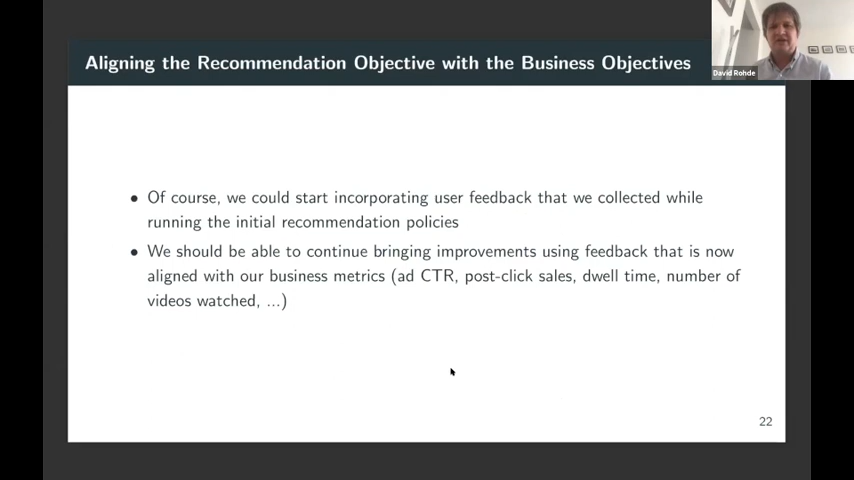 Aligning the Recommendation Objective with the Business Objectives
David Rohde
• Of course, we could start incorporating user feedback that we collected while
running the initial recommendation policies
• We should be able to continue bringing improvements using feedback that is now
aligned with our business metrics (ad CTR, post-click sales, dwell time, number of
videos watched, ...)
22